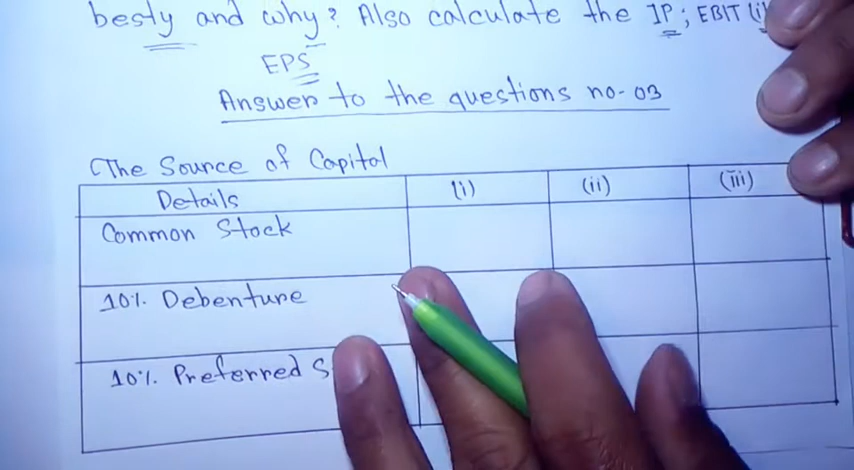 besty and why? Also calculate the IP; EBIT (i)
EPS
Answer to the questions no-03
The Source of Capital
Details (i) (ii) (iii)
Common Stock
10%. Debenture
10%. Preferred S